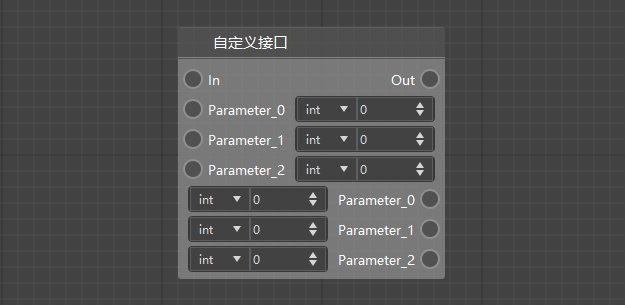 自定义接口
In Out
Parameter_0 int 0
Parameter_1 int 0
Parameter_2 int 0
int 0 Parameter_0
int 0 Parameter_1
int 0 Parameter_2